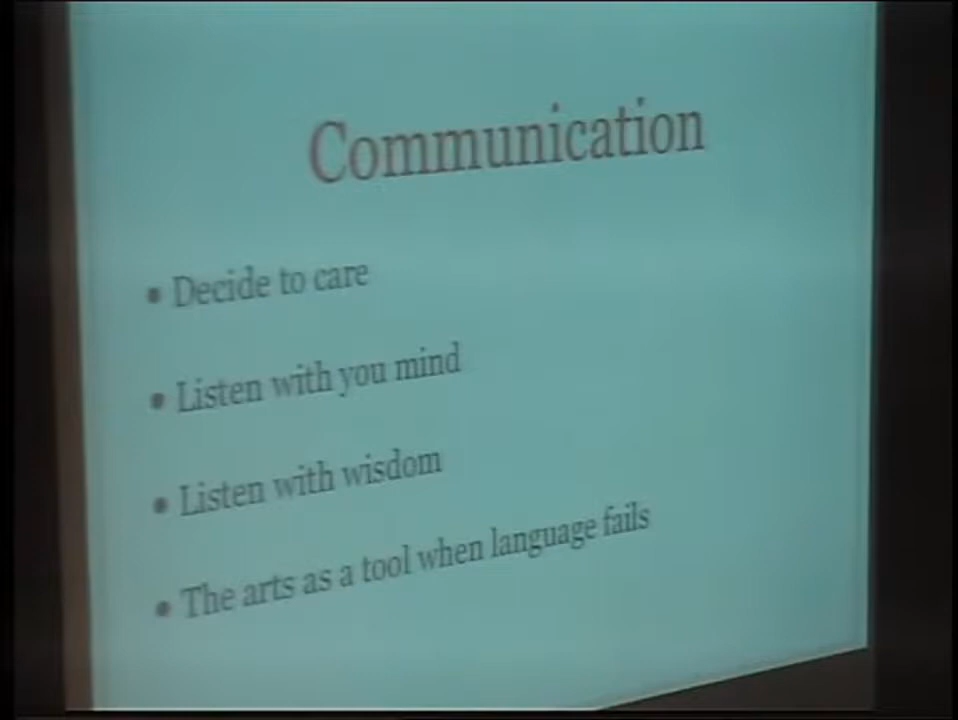 Communication
• Decide to care
• Listen with you mind
• Listen with wisdom
• The arts as a tool when language fails